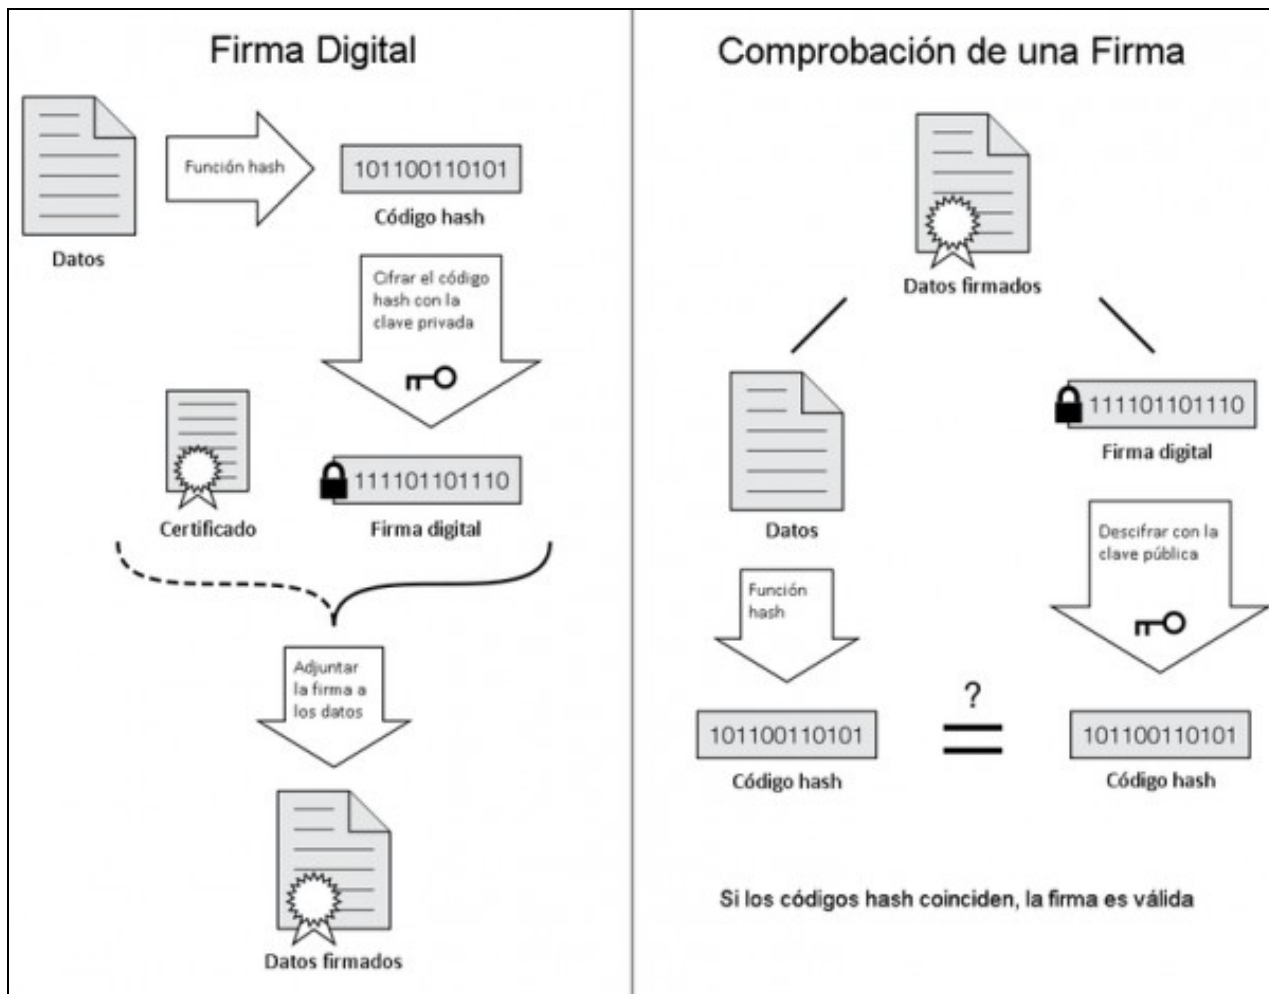 Firma Digital
Función hash
101100110101
Código hash
Datos
Cifrar el código
hash con la
clave privada
111101101110
Certificado
Firma digital
Adjuntar
la firma a
los datos
Datos firmados
Comprobación de una Firma
Datos firmados
111101101110
Firma digital
Datos
Descifrar con la
clave pública
Función
hash
?
101100110101
101100110101
Código hash
Código hash
Si los códigos hash coinciden, la firma es válida